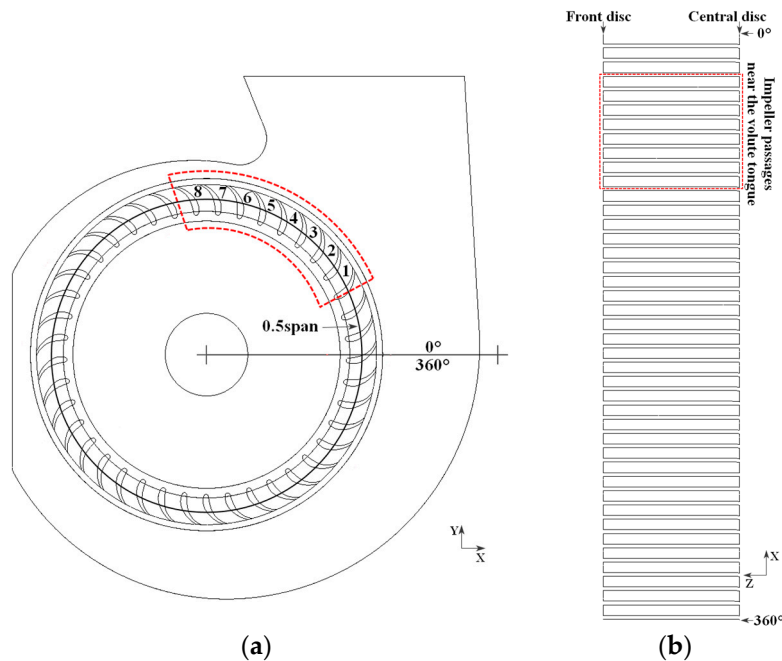 Front disc
Central disc
0°
Impeller passages
near the volute tongue
8
7
6
5
4
3
2
1
0.5span
0°
360°
Y
X
X
Z
360°
(a)
(b)